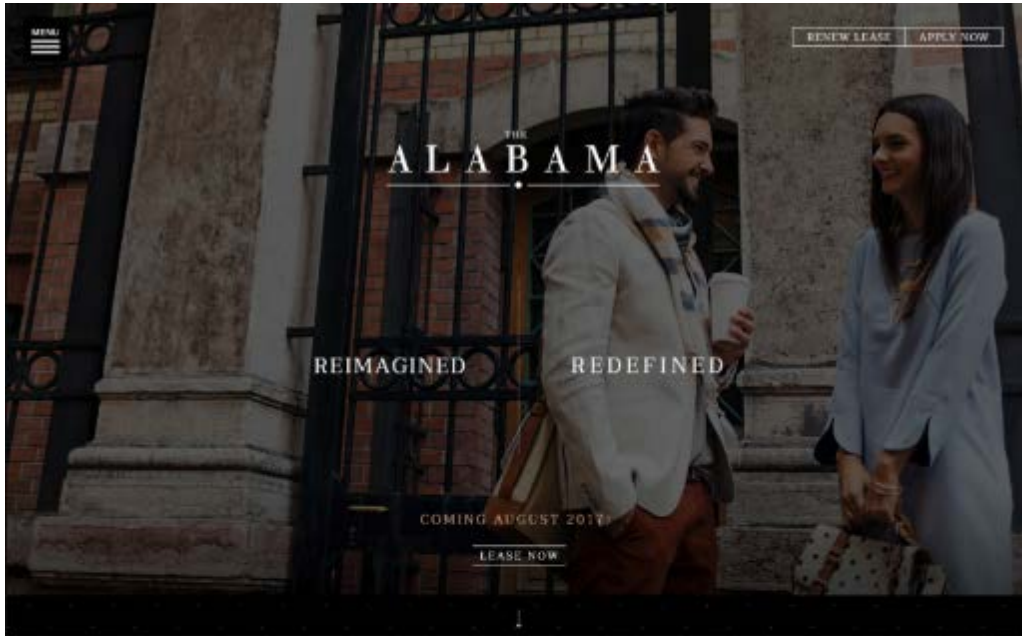 MENU
RENEW LEASE APPLY NOW
THE
ALABAMA
REIMAGINED REDEFINED
COMING AUGUST 2017!
LEASE NOW